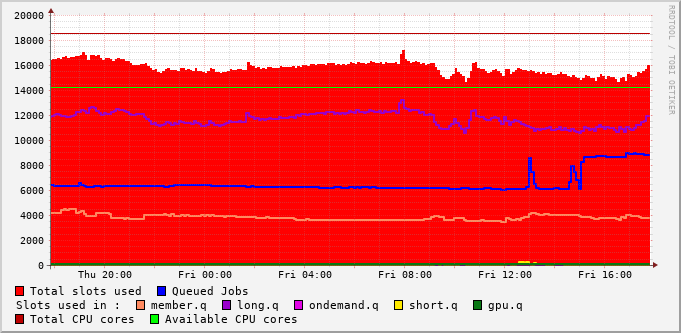 20000
18000
16000
14000
12000
10000
8000
6000
4000
2000
0
Thu 20:00 Fri 00:00 Fri 04:00 Fri 08:00 Fri 12:00 Fri 16:00
RRDTOOL / TOBI OETIKER
Total slots used Queued Jobs
Slots used in : member.q long.q ondemand.q short.q gpu.q
Total CPU cores Available CPU cores